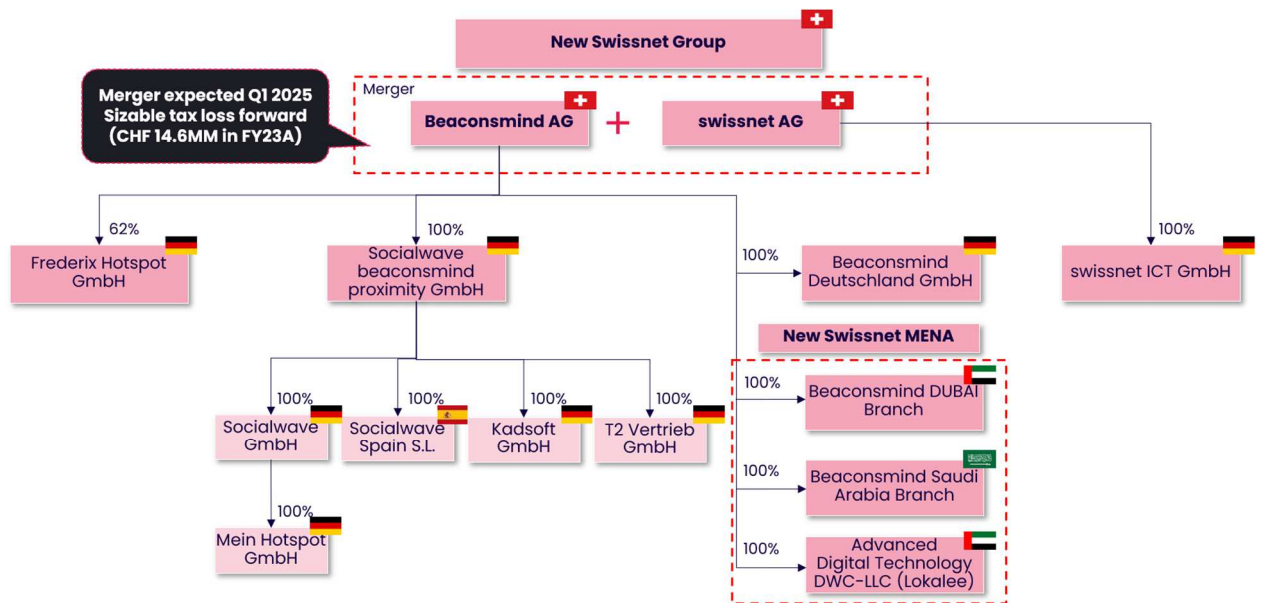 New Swissnet Group
Merger expected Q1 2025
Sizable tax loss forward
(CHF 14.6MM in FY23A)
Merger
Beaconsmind AG
+
swissnet AG
62%
Frederix Hotspot
GmbH
100%
Socialwave
beaconsmind
proximity GmbH
100%
Beaconsmind
Deutschland GmbH
100%
swissnet ICT GmbH
New Swissnet MENA
100%
Socialwave
GmbH
100%
Socialwave
Spain S.L.
100%
Kadsoft
GmbH
100%
T2 Vertrieb
GmbH
100%
Beaconsmind DUBAI
Branch
100%
Beaconsmind Saudi
Arabia Branch
100%
Mein Hotspot
GmbH
100%
Advanced
Digital Technology
DWC-LLC (Lokalee)